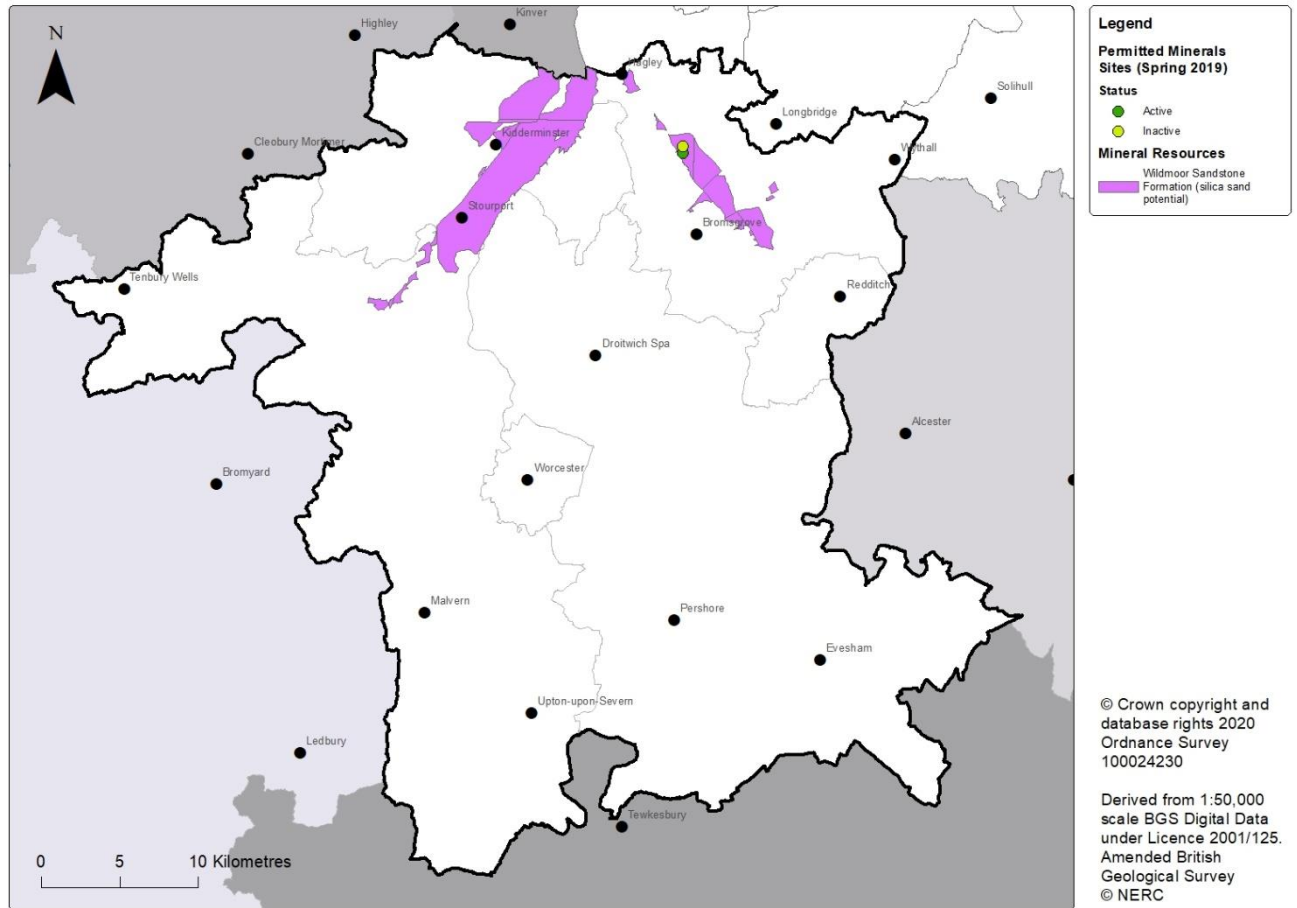 Highley
Kinver
N
Hagley
Solihull
Longbridge
Cleobury Mortimer
Kidderminster
Wythall
Stourport
Bromsgrove
Tenbury Wells
Redditch
Droitwich Spa
Alcester
Bromyard
Worcester
Malvern
Pershore
Evesham
Upton-upon-Severn
Ledbury
Tewkesbury
0 5 10 Kilometres
Legend
Permitted Minerals
Sites (Spring 2019)
Status
Active
Inactive
Mineral Resources
Wildmoor Sandstone
Formation (silica sand
potential)
© Crown copyright and
database rights 2020
Ordnance Survey
100024230
Derived from 1:50,000
scale BGS Digital Data
under Licence 2001/125.
Amended British
Geological Survey
© NERC